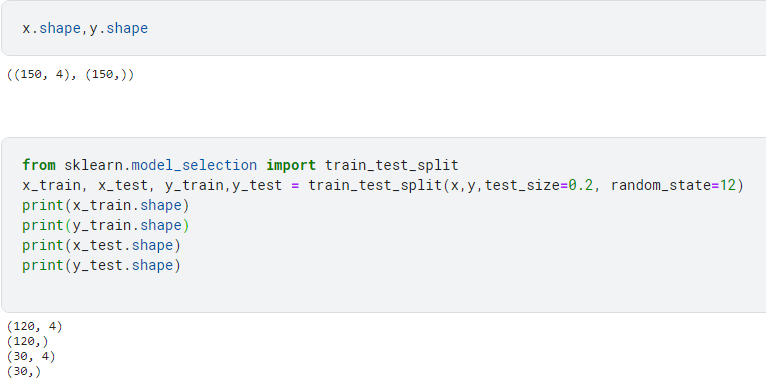 x.shape,y.shape
((150, 4), (150,))
from sklearn.model_selection import train_test_split
x_train, x_test, y_train,y_test = train_test_split(x,y,test_size=0.2, random_state=12)
print(x_train.shape)
print(y_train.shape)
print(x_test.shape)
print(y_test.shape)
(120, 4)
(120,)
(30, 4)
(30,)